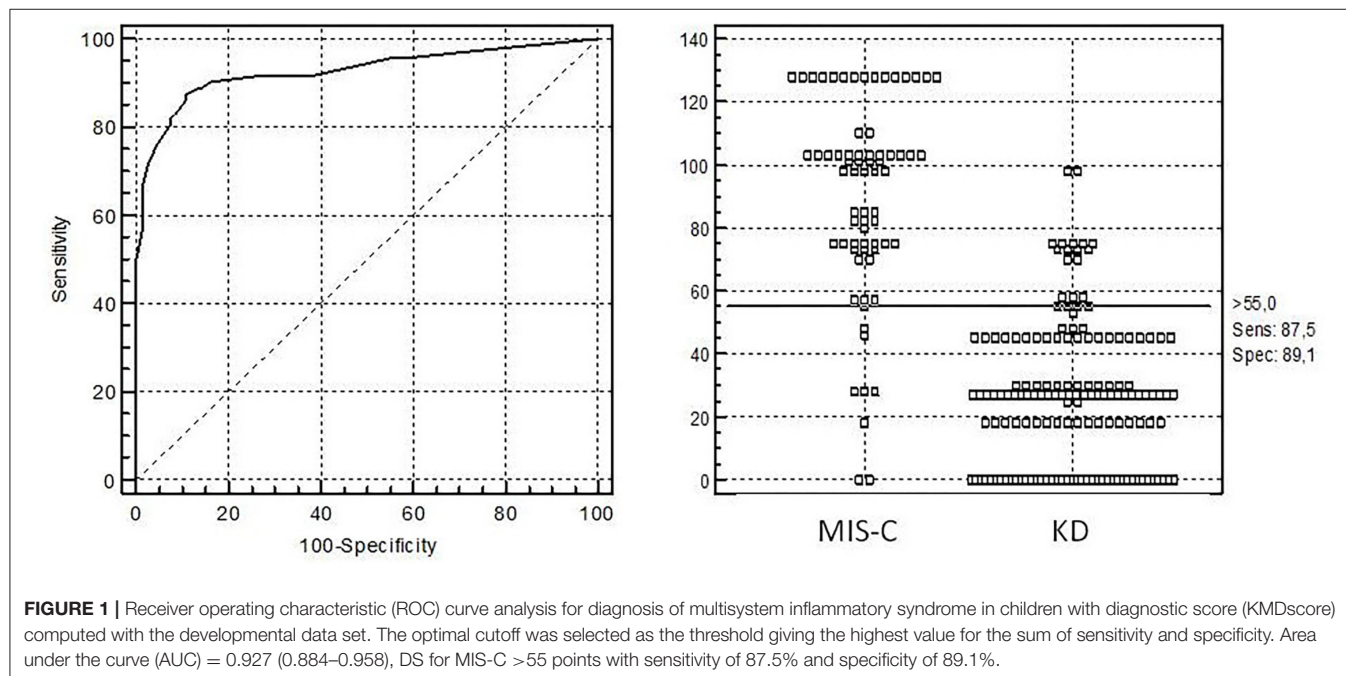 100
80
60
40
20
0
Sensitivity
0 20 40 60 80 100
100-Specificity
140
120
100
80
60
40
20
0
MIS-C KD
>55,0
Sens: 87,5
Spec: 89,1
FIGURE 1 | Receiver operating characteristic (ROC) curve analysis for diagnosis of multisystem inflammatory syndrome in children with diagnostic score (KMDscore)
computed with the developmental data set. The optimal cutoff was selected as the threshold giving the highest value for the sum of sensitivity and specificity. Area
under the curve (AUC) = 0.927 (0.884–0.958), DS for MIS-C >55 points with sensitivity of 87.5% and specificity of 89.1%.